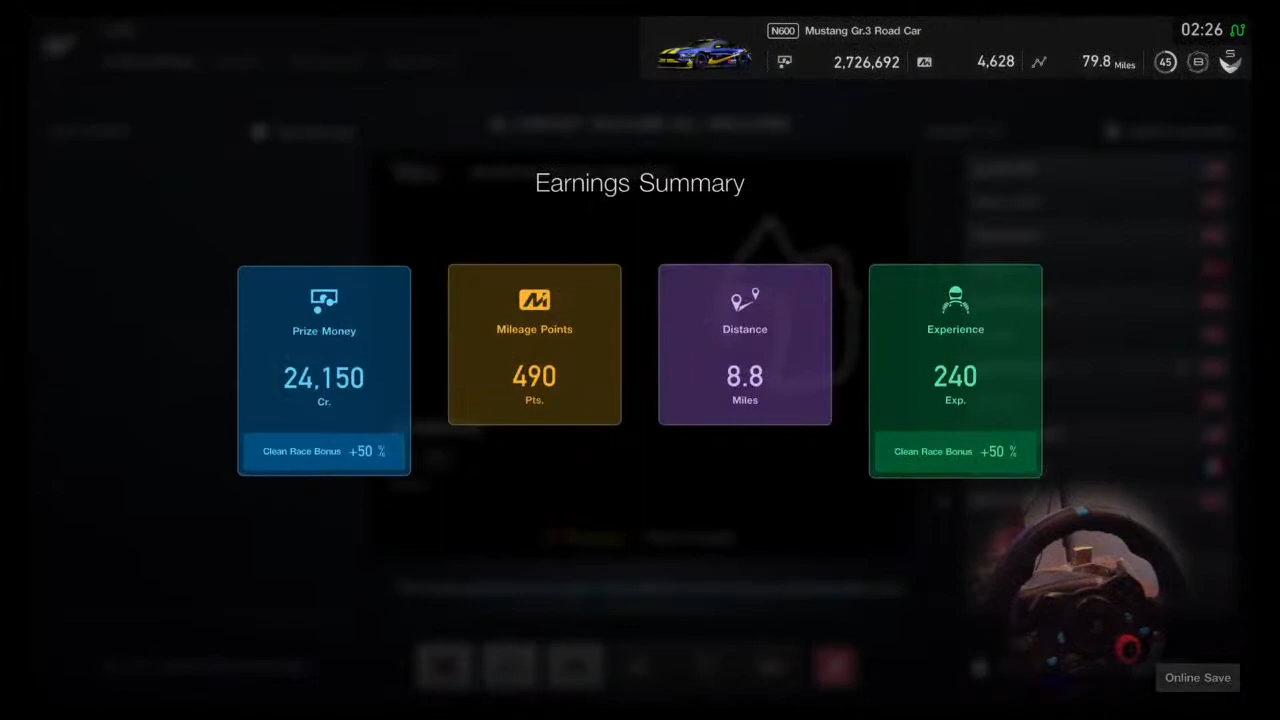 N600 Mustang Gr.3 Road Car
02:26
2,726,692
4,628
79.8 Miles
45
B
S
Earnings Summary
Prize Money
24,150
Cr.
Clean Race Bonus +50 %
Mileage Points
490
Pts.
Distance
8.8
Miles
Experience
240
Exp.
Clean Race Bonus +50 %
Online Save